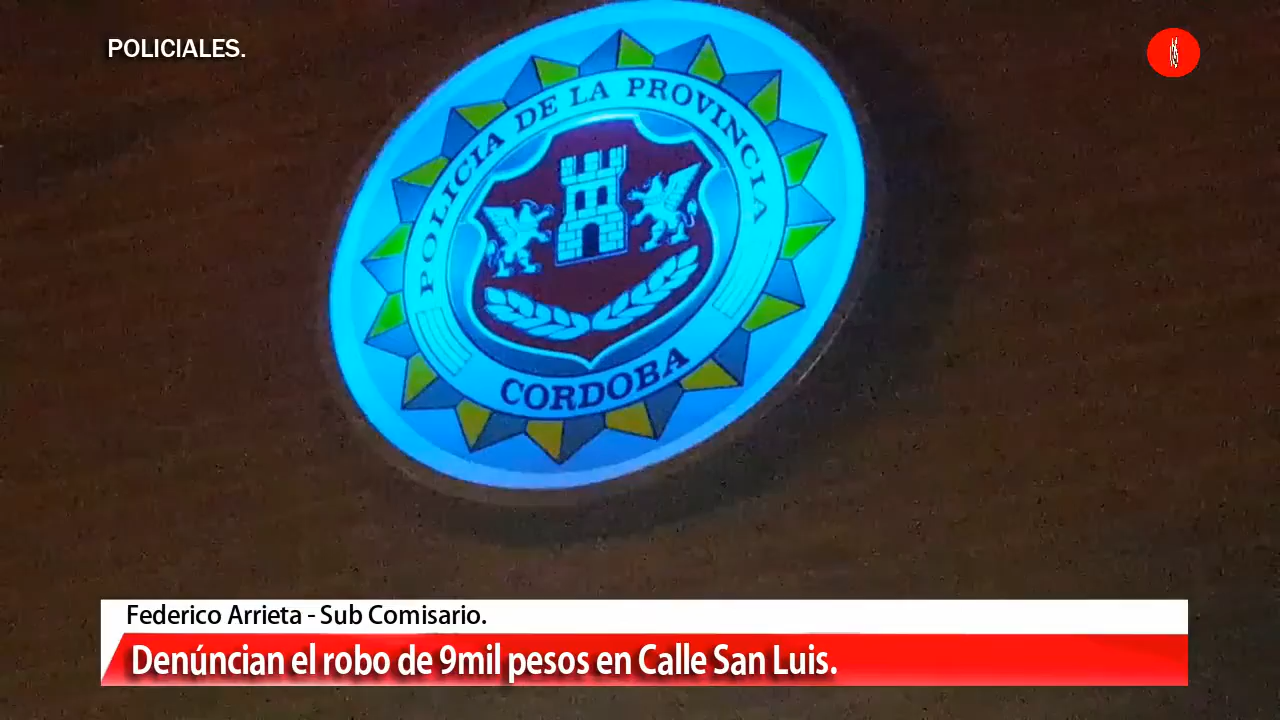 POLICIALES.
POLICIA DE LA PROVINCIA
CORDOBA
Federico Arrieta - Sub Comisario.
Denúncian el robo de 9mil pesos en Calle San Luis.